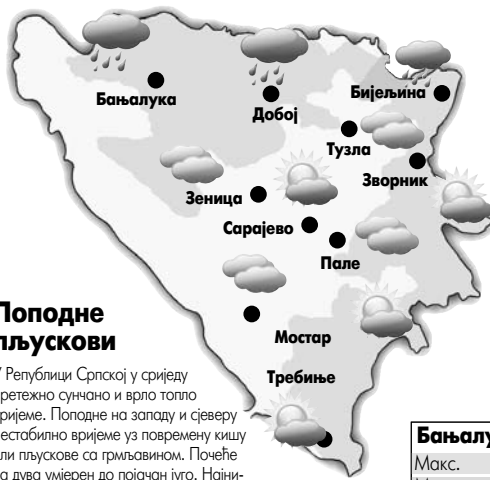 Бањалука
Добој
Бијељина
Тузла
Зворник
Зеница
Сарајево
Пале
Мостар
Требиње
Поподне
пљускови
Републици Српској у сриједу
претежно сунчано и врло топло
вријеме. Поподне на западу и сјеверу
нестабилно вријеме уз повремену кишу
или пљускове са грмљавином. Почеће
да дува умјерен до појачан југо. Најни-
Бањалу
Макс.